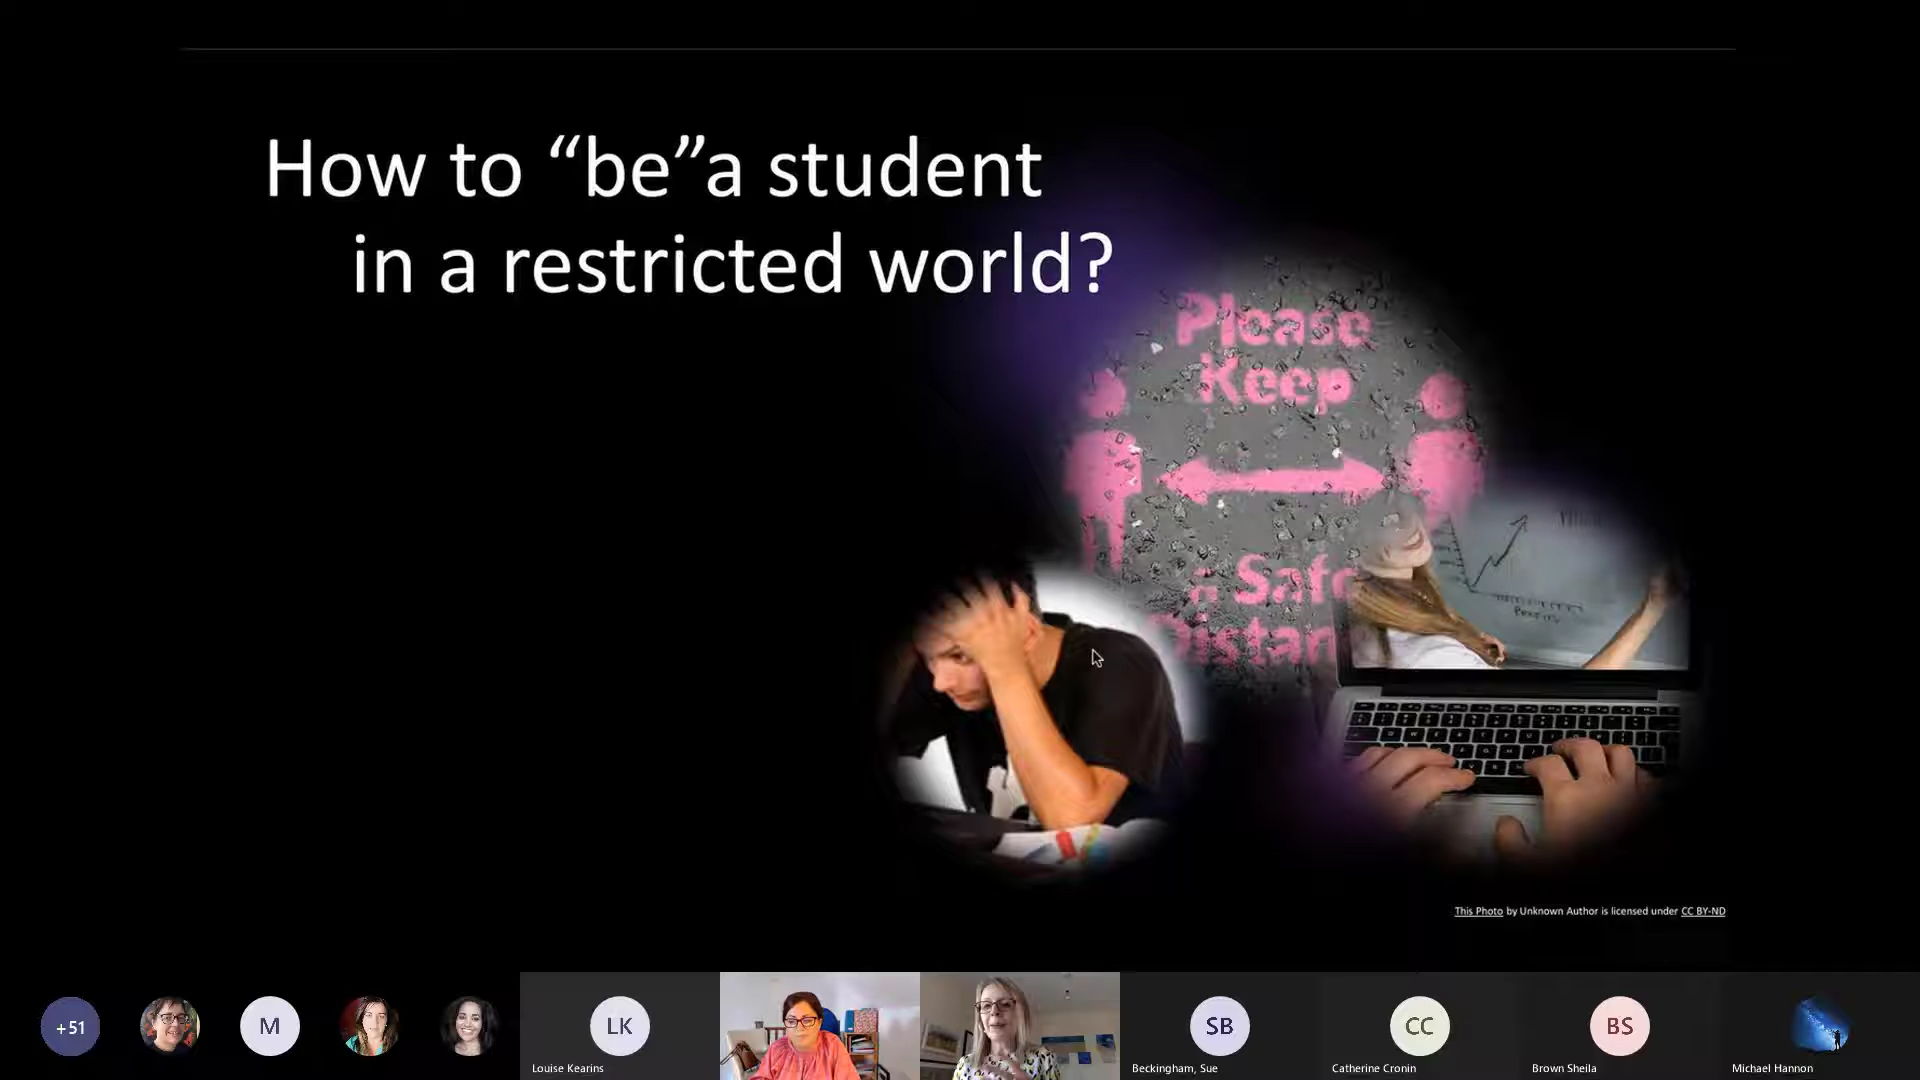 How to “be”a student
in a restricted world?
Please
Keep
a Safe
Distan
This Photo by Unknown Author is licensed under CC BY-ND
+51
M
LK
SB
CC
BS
Louise Kearins
Beckingham, Sue
Catherine Cronin
Brown Sheila
Michael Hannon